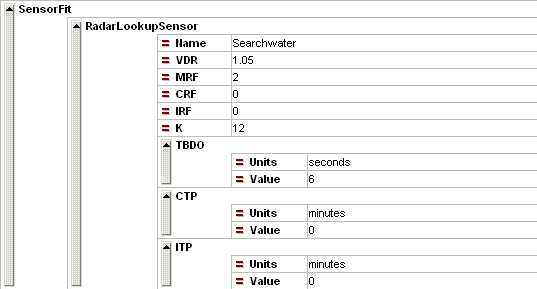 SensorFit
RadarLookupSensor
= Name Searchwater
= VDR 1.05
= MRF 2
= CRF 0
= IRF 0
= K 12
TBDO
= Units seconds
= Value 6
CTP
= Units minutes
= Value 0
ITP
= Units minutes
= Value 0